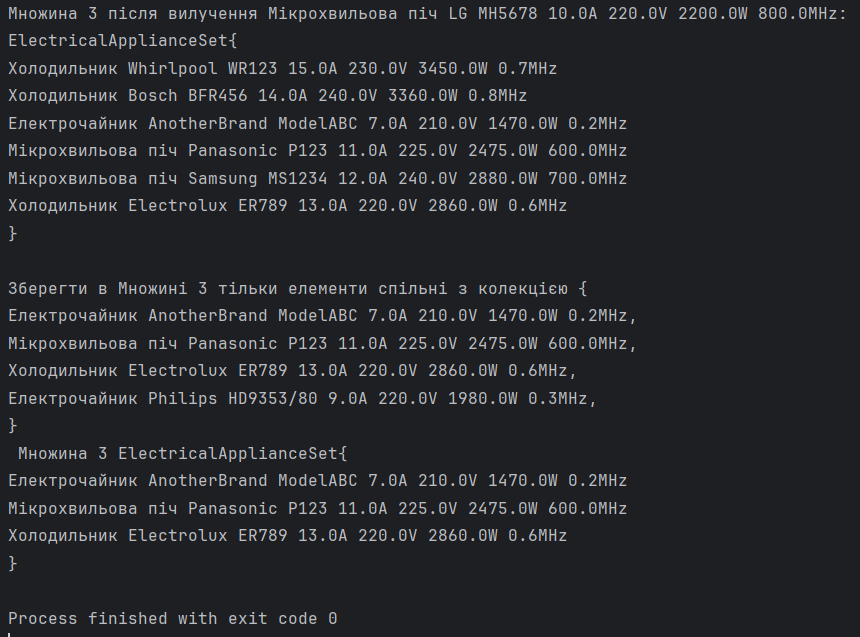 Множина 3 після вилучення Мікрохвильова піч LG MH5678 10.0A 220.0V 2200.0W 800.0MHz:
ElectricalApplianceSet{
Холодильник Whirlpool WR123 15.0A 230.0V 3450.0W 0.7MHz
Холодильник Bosch BFR456 14.0A 240.0V 3360.0W 0.8MHz
Електрочайник AnotherBrand ModelABC 7.0A 210.0V 1470.0W 0.2MHz
Мікрохвильова піч Panasonic P123 11.0A 225.0V 2475.0W 600.0MHz
Мікрохвильова піч Samsung MS1234 12.0A 240.0V 2880.0W 700.0MHz
Холодильник Electrolux ER789 13.0A 220.0V 2860.0W 0.6MHz
}
Зберегти в Множині 3 тільки елементи спільні з колекцією {
Електрочайник AnotherBrand ModelABC 7.0A 210.0V 1470.0W 0.2MHz,
Мікрохвильова піч Panasonic P123 11.0A 225.0V 2475.0W 600.0MHz,
Холодильник Electrolux ER789 13.0A 220.0V 2860.0W 0.6MHz,
Електрочайник Philips HD9353/80 9.0A 220.0V 1980.0W 0.3MHz,
}
Множина 3 ElectricalApplianceSet{
Електрочайник AnotherBrand ModelABC 7.0A 210.0V 1470.0W 0.2MHz
Мікрохвильова піч Panasonic P123 11.0A 225.0V 2475.0W 600.0MHz
Холодильник Electrolux ER789 13.0A 220.0V 2860.0W 0.6MHz
}
Process finished with exit code 0